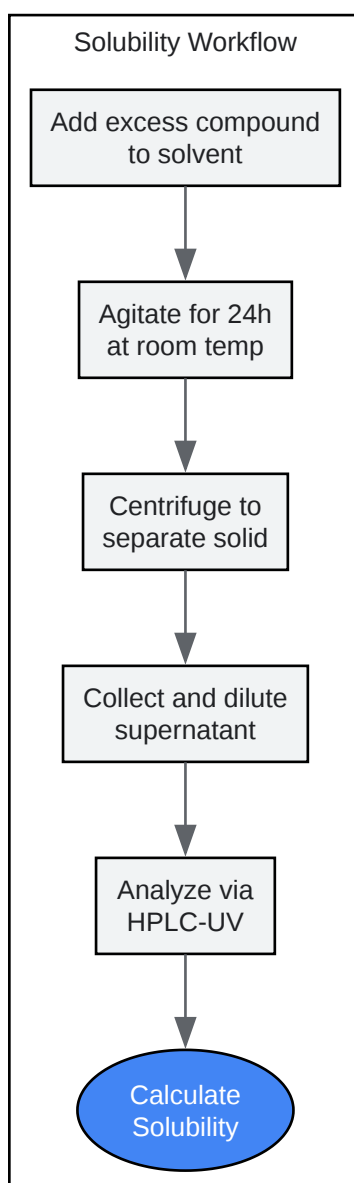 Solubility Workflow
Add excess compound
to solvent
Agitate for 24h
at room temp
Centrifuge to
separate solid
Collect and dilute
supernatant
Analyze via
HPLC-UV
Calculate
Solubility